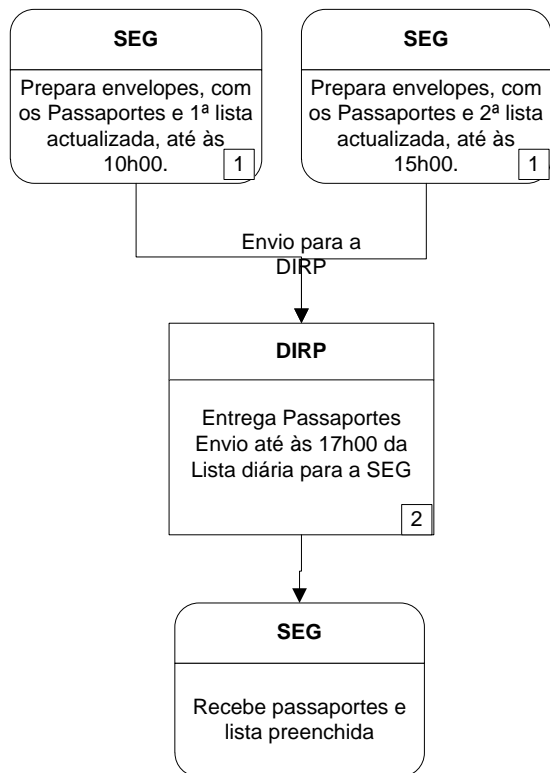 SEG
Prepara envelopes, com
os Passaportes e 1ª lista
actualizada, até às
10h00.
1
SEG
Prepara envelopes, com
os Passaportes e 2ª lista
actualizada, até às
15h00.
1
Envio para a
DIRP
DIRP
Entrega Passaportes
Envio até às 17h00 da
Lista diária para a SEG
2
SEG
Recebe passaportes e
lista preenchida